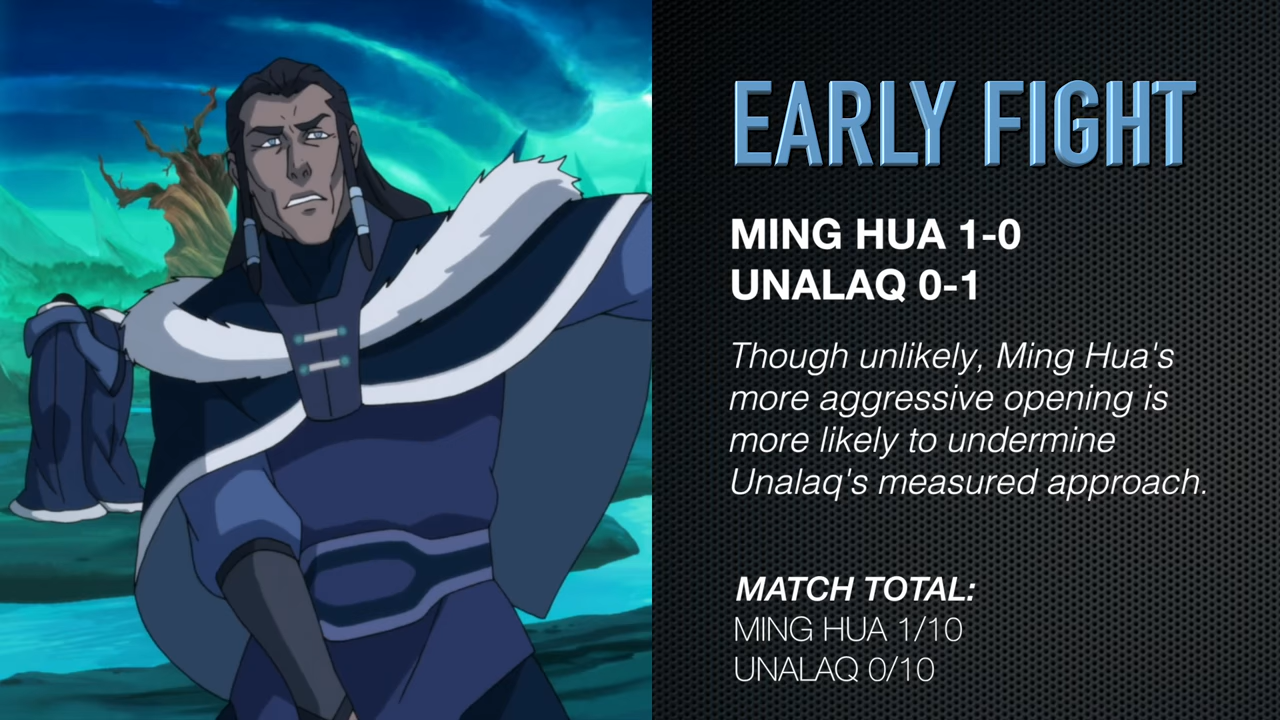 EARLY FIGHT
MING HUA 1-0
UNALAQ 0-1
Though unlikely, Ming Hua's
more aggressive opening is
more likely to undermine
Unalaq's measured approach.
MATCH TOTAL:
MING HUA 1/10
UNALAQ 0/10